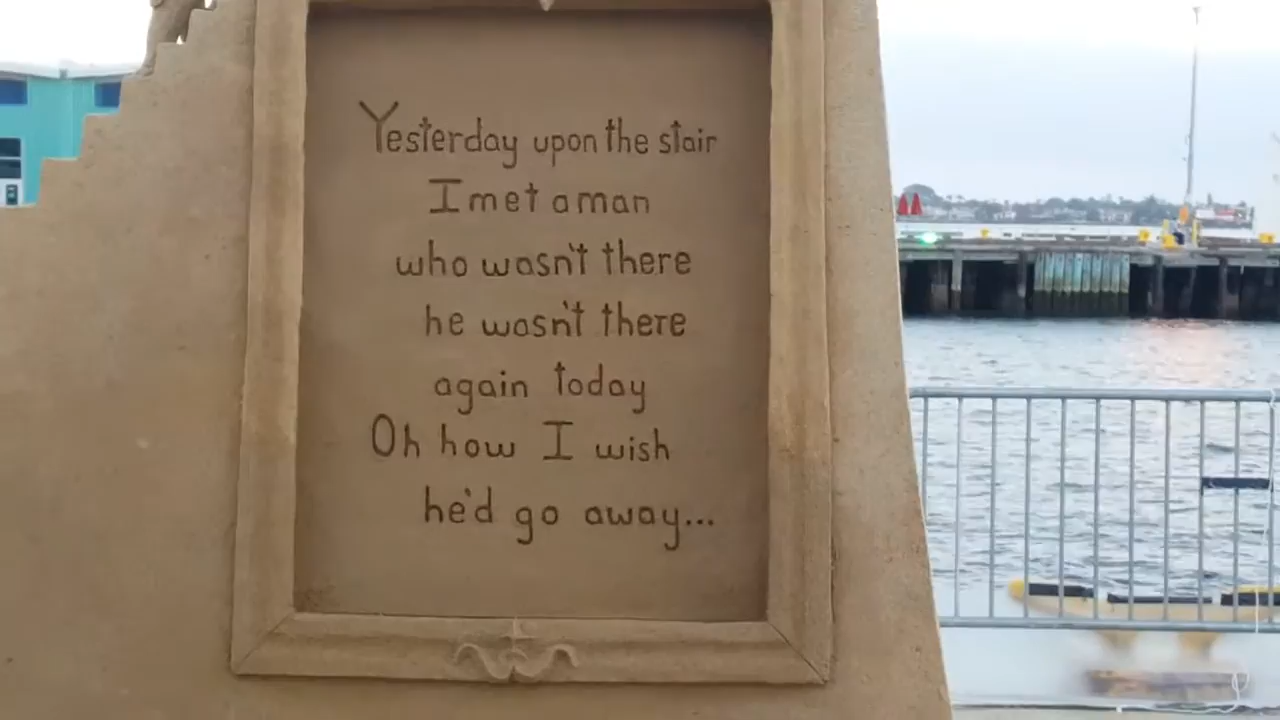 Yesterday upon the stair
I met a man
who wasn't there
he wasn't there
again today
Oh how I wish
he'd go away...